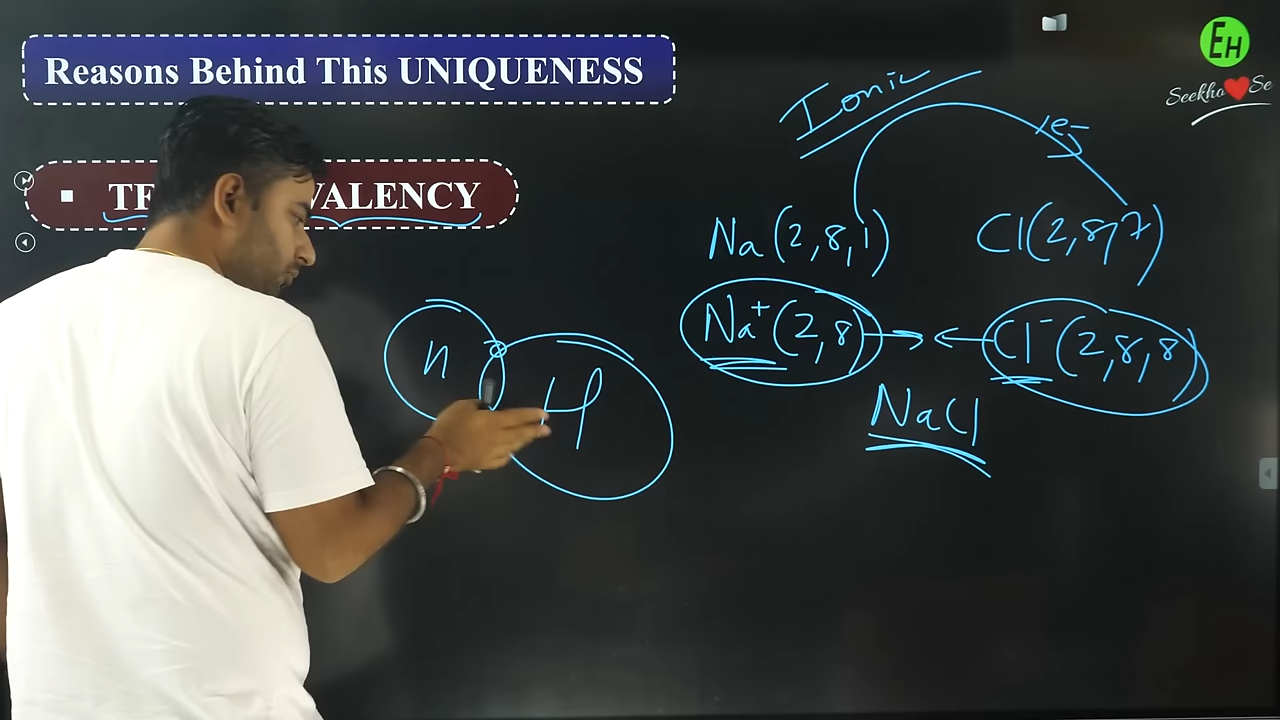 Reasons Behind This UNIQUENESS
EH
Seekho ❤ Se
VALENCY
Ionic
1e-
Na (2,8,1)
Cl (2,8,7)
Na+ (2,8)
Cl- (2,8,8)
NaCl
H
H